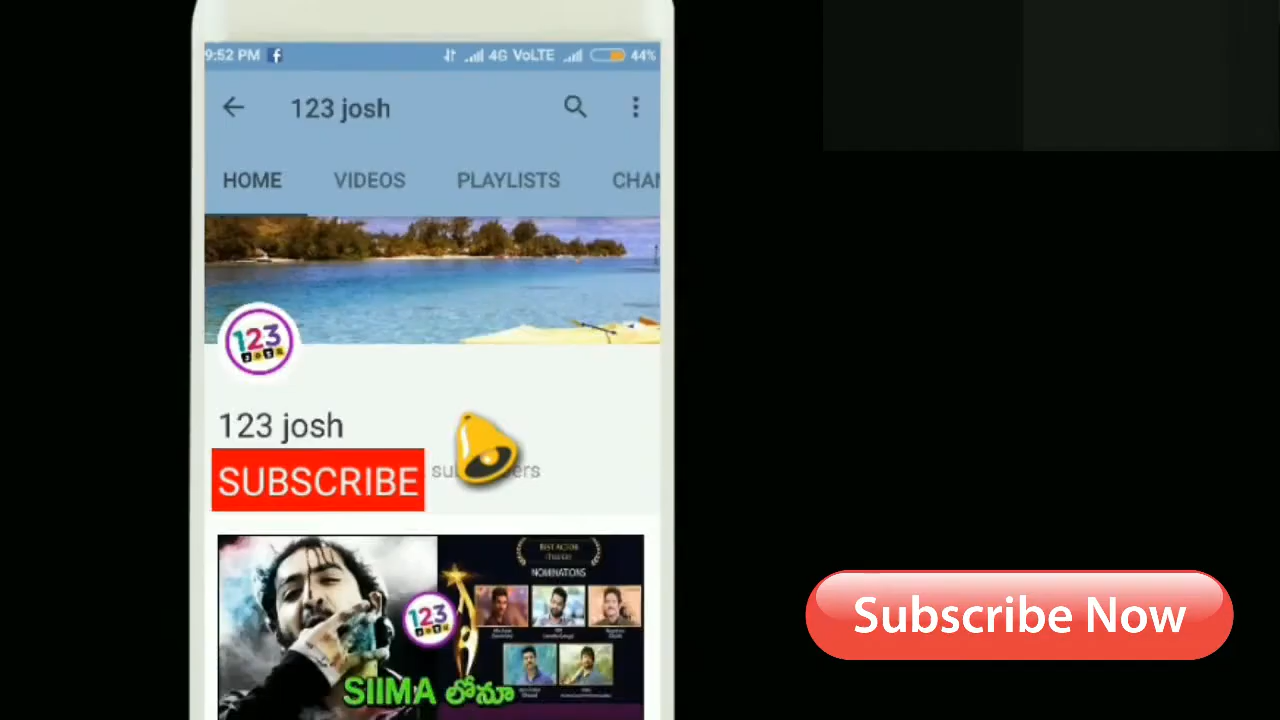 9:52 PM 4G VoLTE 44%
123 josh
HOME VIDEOS PLAYLISTS CHAN
123
123 josh
SUBSCRIBE
BEST ACTOR
NOMINATIONS
123
SIIMA లోనూ
Subscribe Now